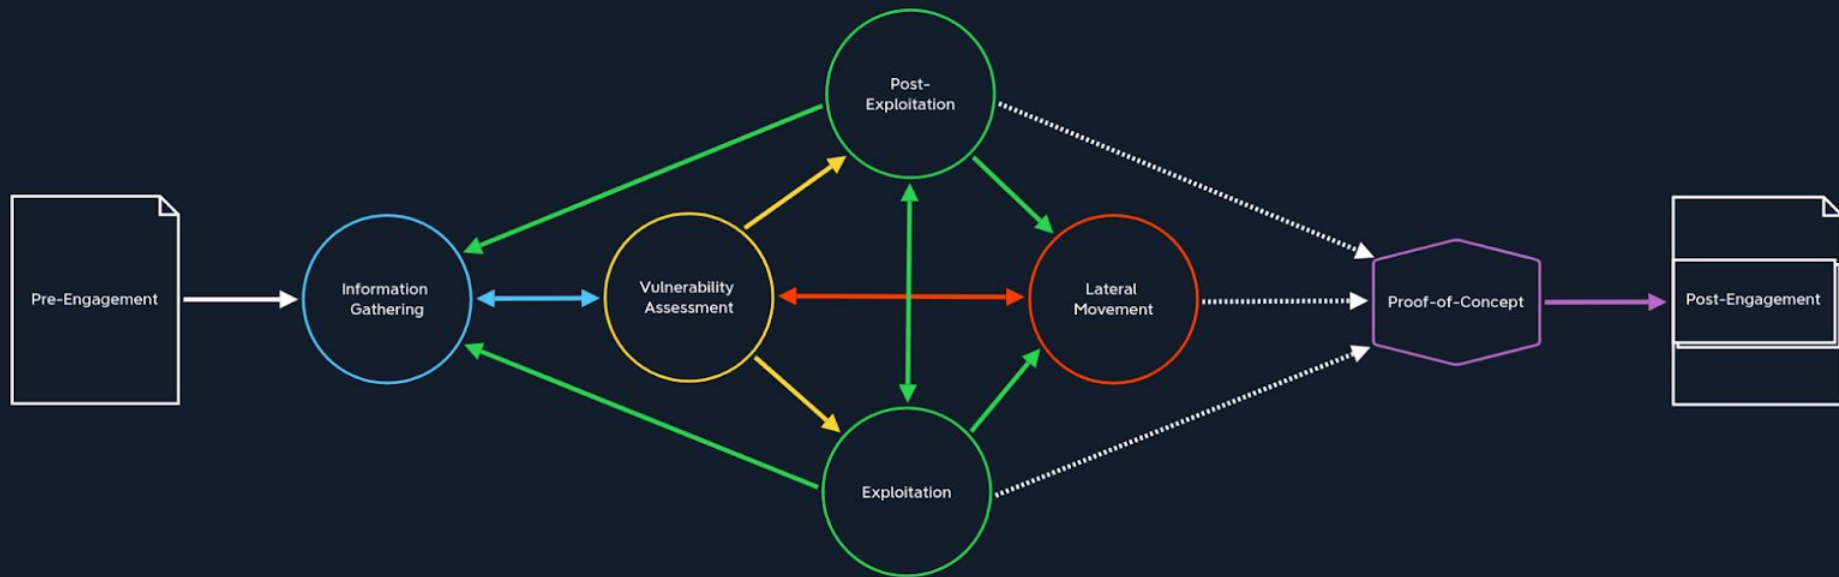 Post-
Exploitation
Pre-Engagement
Information
Gathering
Vulnerability
Assessment
Lateral
Movement
Proof-of-Concept
Post-Engagement
Exploitation